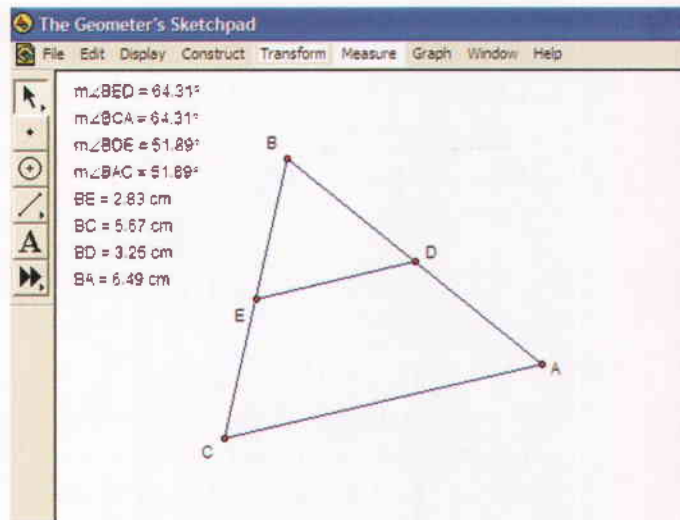 The Geometer's Sketchpad
File Edit Display Construct Transform Measure Graph Window Help
m∠BED = 64.31°
m∠BCA = 64.31°
m∠BDE = 51.89°
m∠BAC = 51.89°
BE = 2.83 cm
BC = 5.67 cm
BD = 3.25 cm
BA = 6.49 cm
A
B
D
E
A
C